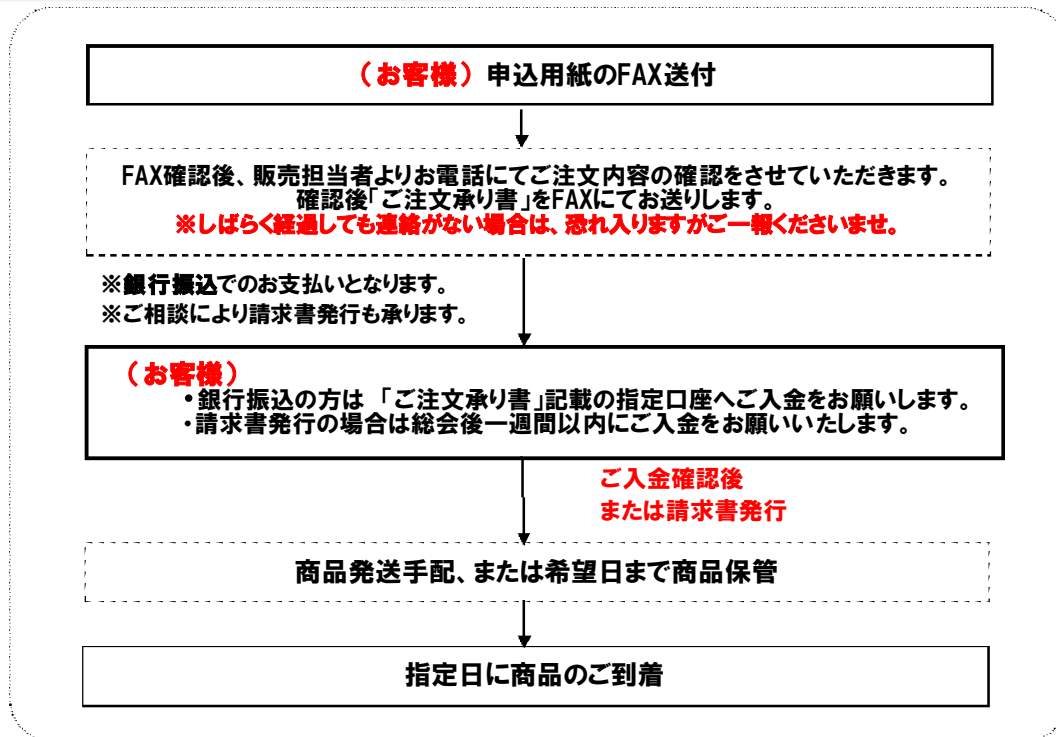 （お客様）申込用紙のFAX送付
FAX確認後、販売担当者よりお電話にてご注文内容の確認をさせていただきます。
確認後「ご注文承り書」をFAXにてお送りします。
※しばらく経過しても連絡がない場合は、恐れ入りますがご一報くださいませ。
※銀行振込でのお支払いとなります。
※ご相談により請求書発行も承ります。
（お客様）
・銀行振込の方は 「ご注文承り書」記載の指定口座へご入金をお願いします。
・請求書発行の場合は総会後一週間以内にご入金をお願いいたします。
ご入金確認後
または請求書発行
商品発送手配、または希望日まで商品保管
指定日に商品のご到着